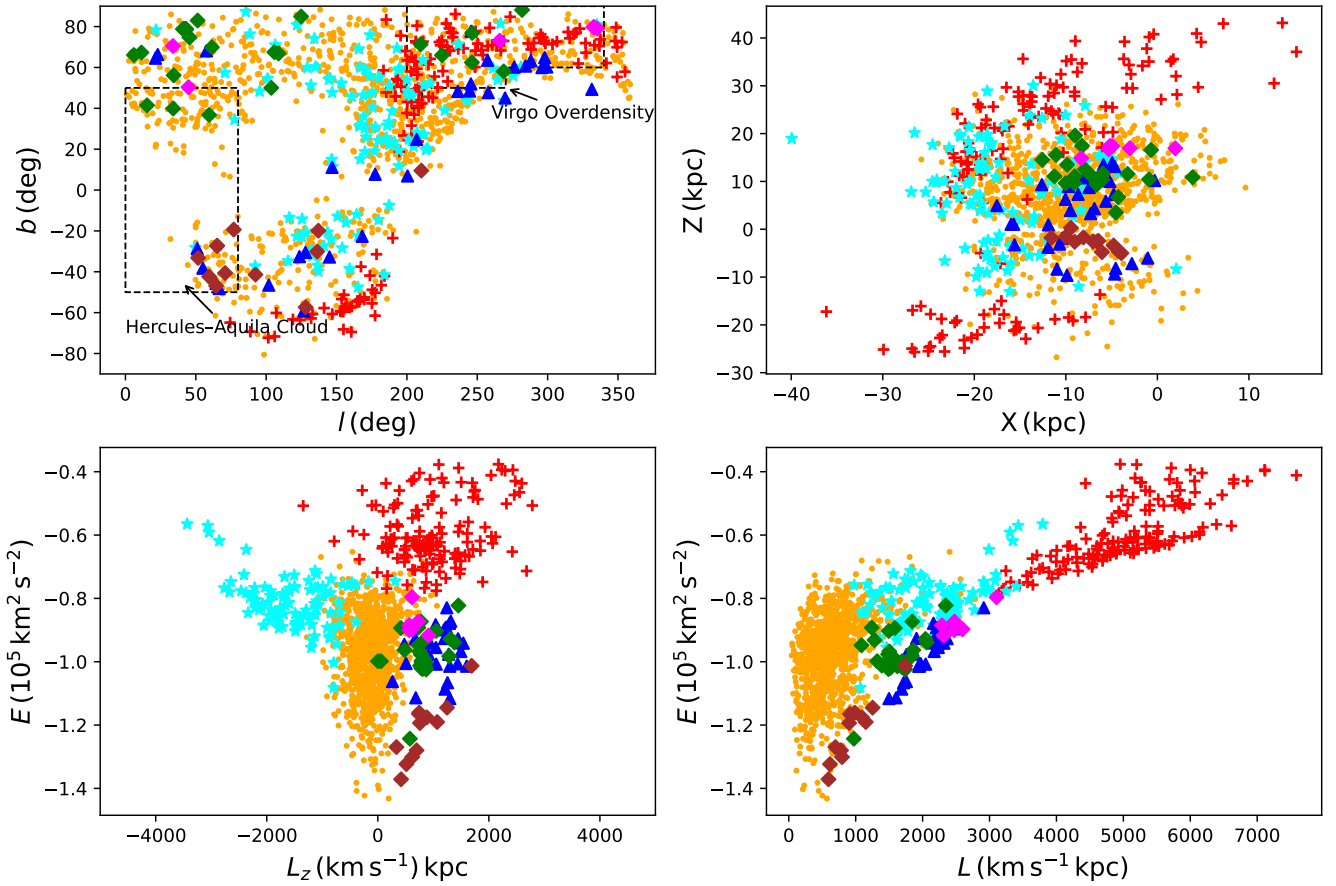 80
60
40
20
0
−20
−40
−60
−80
b (deg)
Virgo Overdensity
Hercules–Aquila Cloud
0 50 100 150 200 250 300 350
l (deg)
40
30
20
10
0
−10
−20
−30
Z (kpc)
−40 −30 −20 −10 0 10
X (kpc)
−0.4
−0.6
−0.8
−1.0
−1.2
−1.4
E (10⁵ km² s⁻²)
−4000 −2000 0 2000 4000
L_z (km s⁻¹) kpc
−0.4
−0.6
−0.8
−1.0
−1.2
−1.4
E (10⁵ km² s⁻²)
0 1000 2000 3000 4000 5000 6000 7000
L (km s⁻¹ kpc)